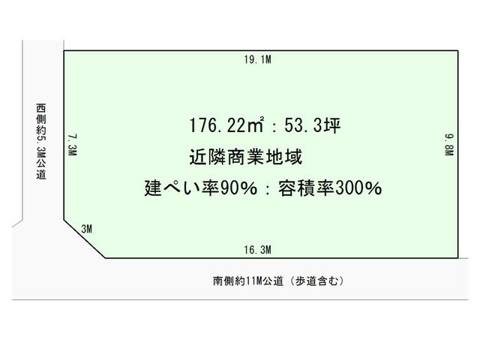 19.1M
176.22㎡：53.3坪
近隣商業地域
建ぺい率90％：容積率300％
西側約5.3M公道
7.3M
9.8M
3M
16.3M
南側約11M公道（歩道含む）